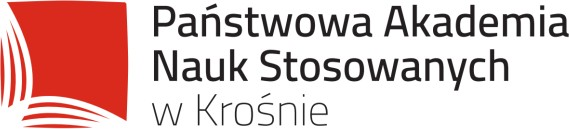 Państwowa Akademia
Nauk Stosowanych
w Krośnie